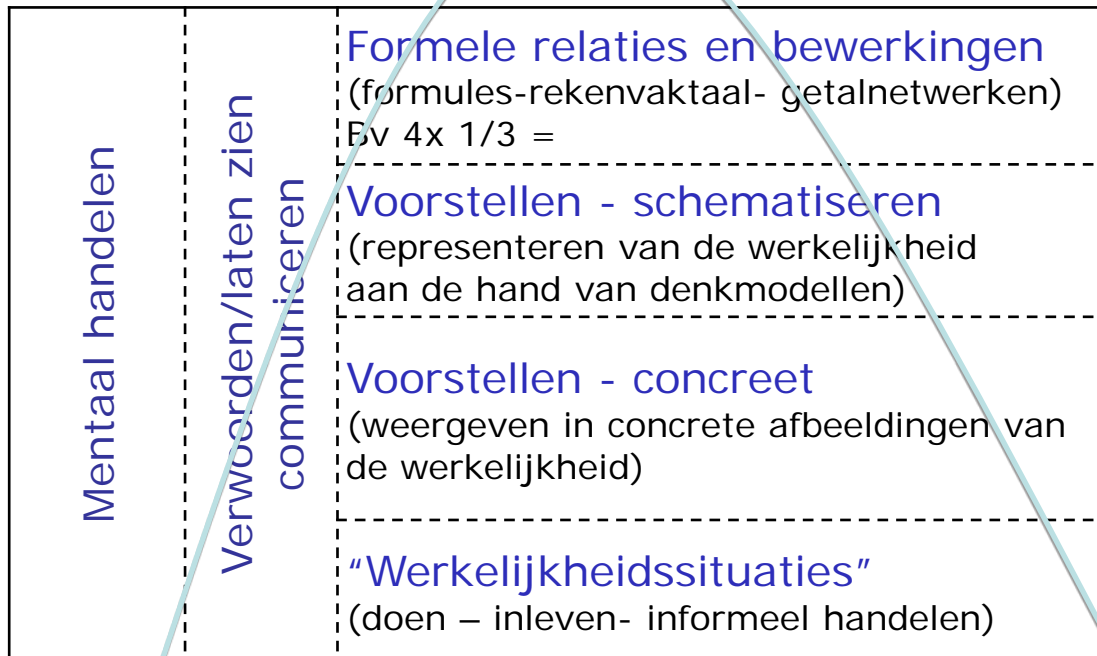 Mentaal handelen
Verwoorden/laten zien
communiceren
Formele relaties en bewerkingen
(formules-rekenvaktaal- getalnetwerken)
Bv 4x 1/3 =
Voorstellen - schematiseren
(representeren van de werkelijkheid
aan de hand van denkmodellen)
Voorstellen - concreet
(weergeven in concrete afbeeldingen van
de werkelijkheid)
“Werkelijkheidssituaties”
(doen – inleven- informeel handelen)